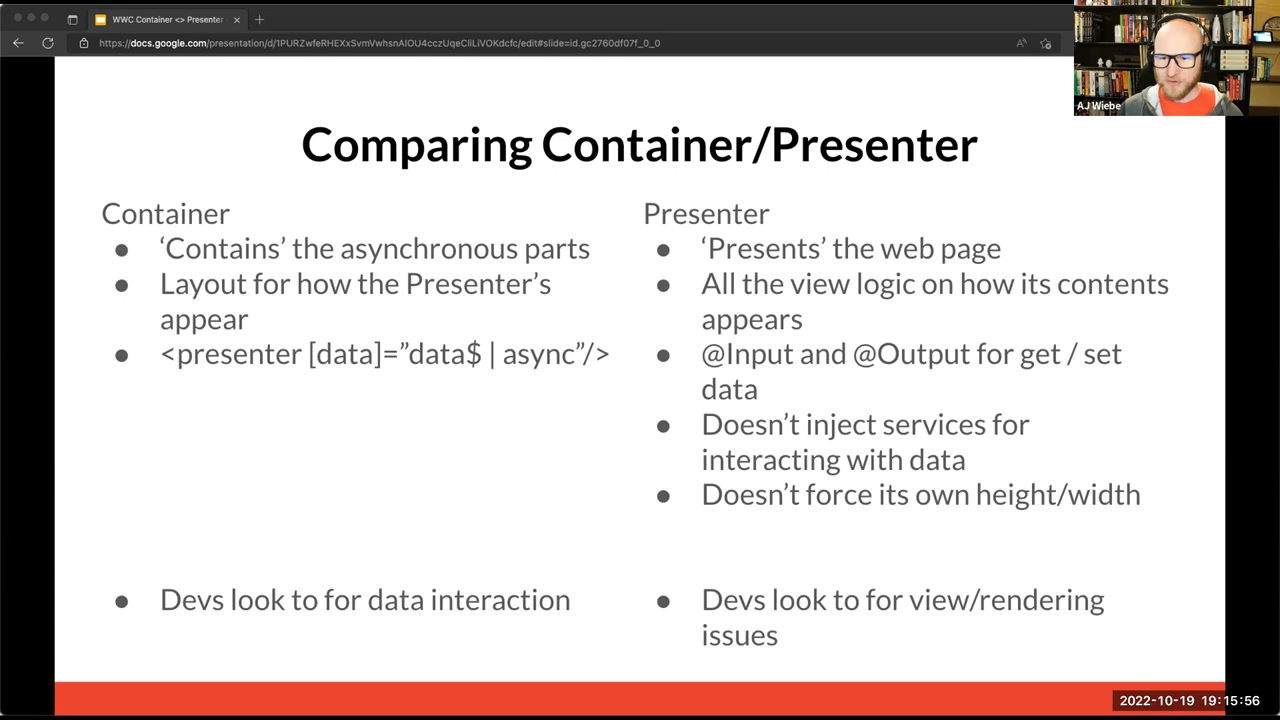 WWC Container <> Presenter
https://docs.google.com/presentation/d/1PURZwfeRHEXxSvmVwhsnAIOU4cczUqeCliLiVOKdcfc/edit#slide=id.gc2760df07f_0_0
AJ Wiebe
Comparing Container/Presenter
Container
● ‘Contains’ the asynchronous parts
● Layout for how the Presenter’s
appear
● <presenter [data]=”data$ | async”/>
● Devs look to for data interaction
Presenter
● ‘Presents’ the web page
● All the view logic on how its contents
appears
● @Input and @Output for get / set
data
● Doesn’t inject services for
interacting with data
● Doesn’t force its own height/width
● Devs look to for view/rendering
issues
2022-10-19 19:15:56